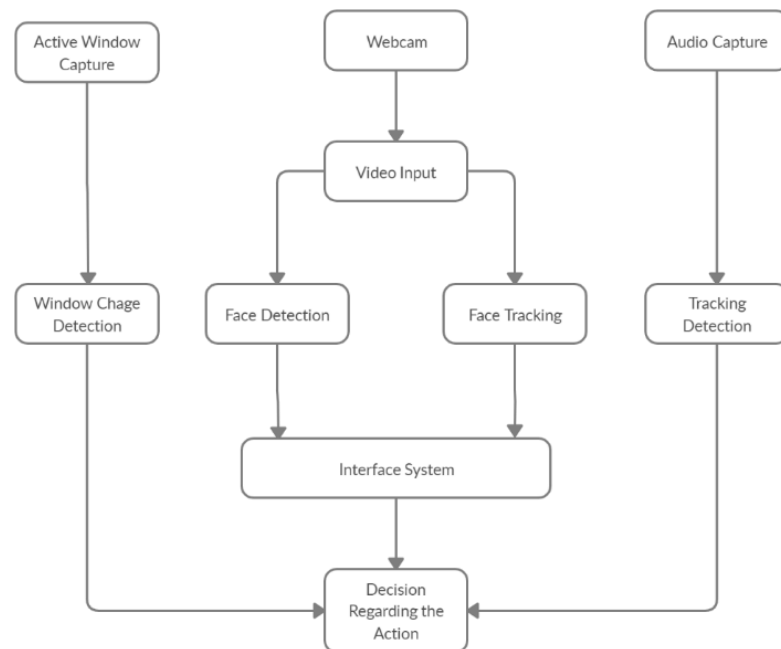 Active Window
Capture
Webcam
Audio Capture
Video Input
Window Chage
Detection
Face Detection
Face Tracking
Tracking
Detection
Interface System
Decision
Regarding the
Action